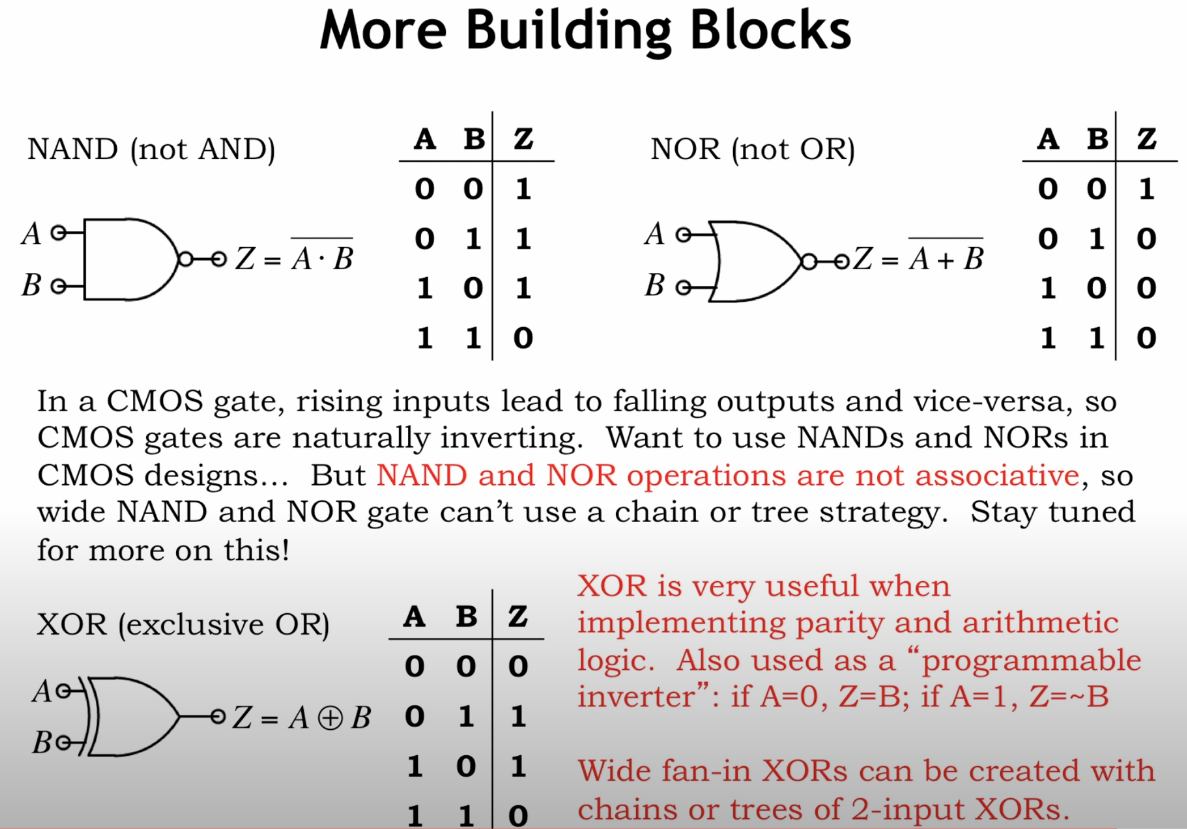 More Building Blocks
NAND (not AND)
A
B
Z = \overline{A · B}
A B Z
0 0 1
0 1 1
1 0 1
1 1 0
NOR (not OR)
A
B
Z = \overline{A + B}
A B Z
0 0 1
0 1 0
1 0 0
1 1 0
In a CMOS gate, rising inputs lead to falling outputs and vice-versa, so
CMOS gates are naturally inverting.  Want to use NANDs and NORs in
CMOS designs...  But NAND and NOR operations are not associative, so
wide NAND and NOR gate can't use a chain or tree strategy.  Stay tuned
for more on this!
XOR (exclusive OR)
A
B
Z = A ⊕ B
A B Z
0 0 0
0 1 1
1 0 1
1 1 0
XOR is very useful when
implementing parity and arithmetic
logic.  Also used as a “programmable
inverter”: if A=0, Z=B; if A=1, Z=~B
Wide fan-in XORs can be created with
chains or trees of 2-input XORs.